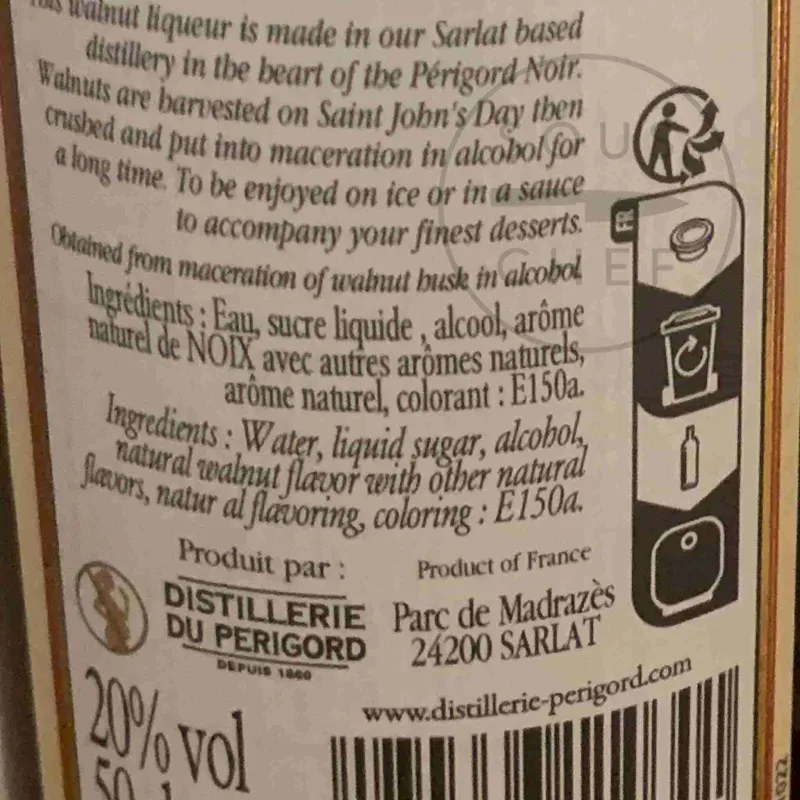 This walnut liqueur is made in our Sarlat based
distillery in the heart of the Périgord Noir.
Walnuts are harvested on Saint John's Day then
crushed and put into maceration in alcohol for
a long time. To be enjoyed on ice or in a sauce
to accompany your finest desserts.
Obtained from maceration of walnut husk in alcohol
Ingrédients : Eau, sucre liquide , alcool, arôme
naturel de NOIX avec autres arômes naturels,
arôme naturel, colorant : E150a.
Ingredients : Water, liquid sugar, alcohol,
natural walnut flavor with other natural
flavors, natur al flavoring, coloring : E150a.
FR
SOUS
CHEF
Produit par :
DISTILLERIE
DU PERIGORD
DEPUIS 1860
Product of France
Parc de Madrazès
24200 SARLAT
www.distillerie-perigord.com
20% vol
50